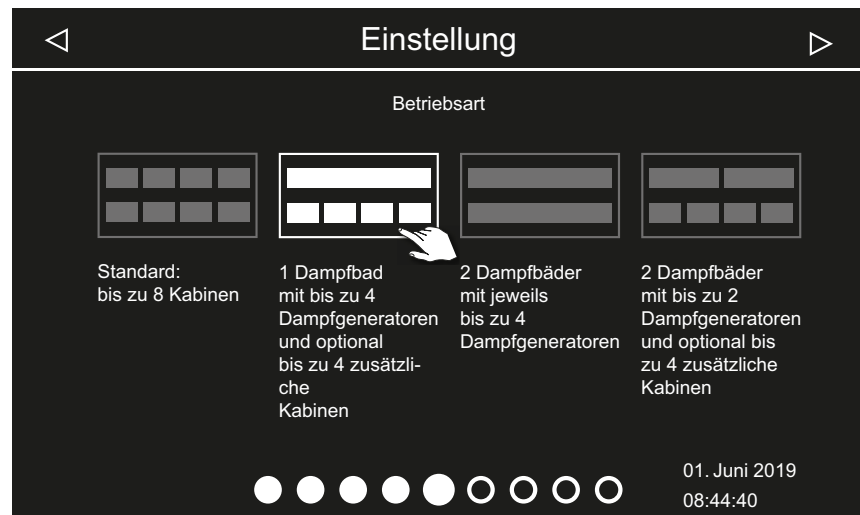 Einstellung
Betriebsart
Standard:
bis zu 8 Kabinen
1 Dampfbad
mit bis zu 4
Dampfgeneratoren
und optional
bis zu 4 zusätzli-
che
Kabinen
2 Dampfbäder
mit jeweils
bis zu 4
Dampfgeneratoren
2 Dampfbäder
mit bis zu 2
Dampfgeneratoren
und optional bis
zu 4 zusätzliche
Kabinen
01. Juni 2019
08:44:40